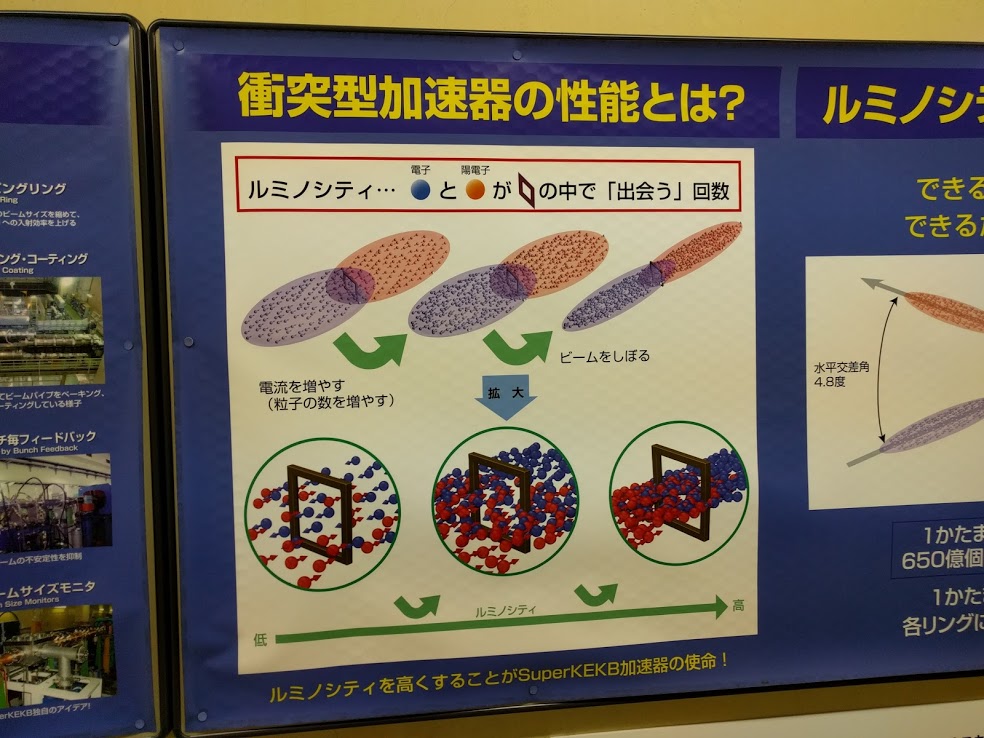 ングリング
Ring
ビームサイズを縮めて、
への入射効率を上げる
ング・コーティング
Coating
てビームパイプをベーキング、
ーティングしている様子
チ毎フィードバック
by Bunch Feedback
ームの不安定性を抑制
ームサイズモニタ
Size Monitors
erKEKB独自のアイデア!
衝突型加速器の性能とは?
電子 陽電子
ルミノシティ… と が の中で「出会う」回数
電流を増やす
(粒子の数を増やす)
ビームをしぼる
拡大
ルミノシティ
低
高
ルミノシティを高くすることがSuperKEKB加速器の使命!
ルミノシ
できる
できる
水平交差角
4.8度
1かたま
650億個
1かた
各リングに